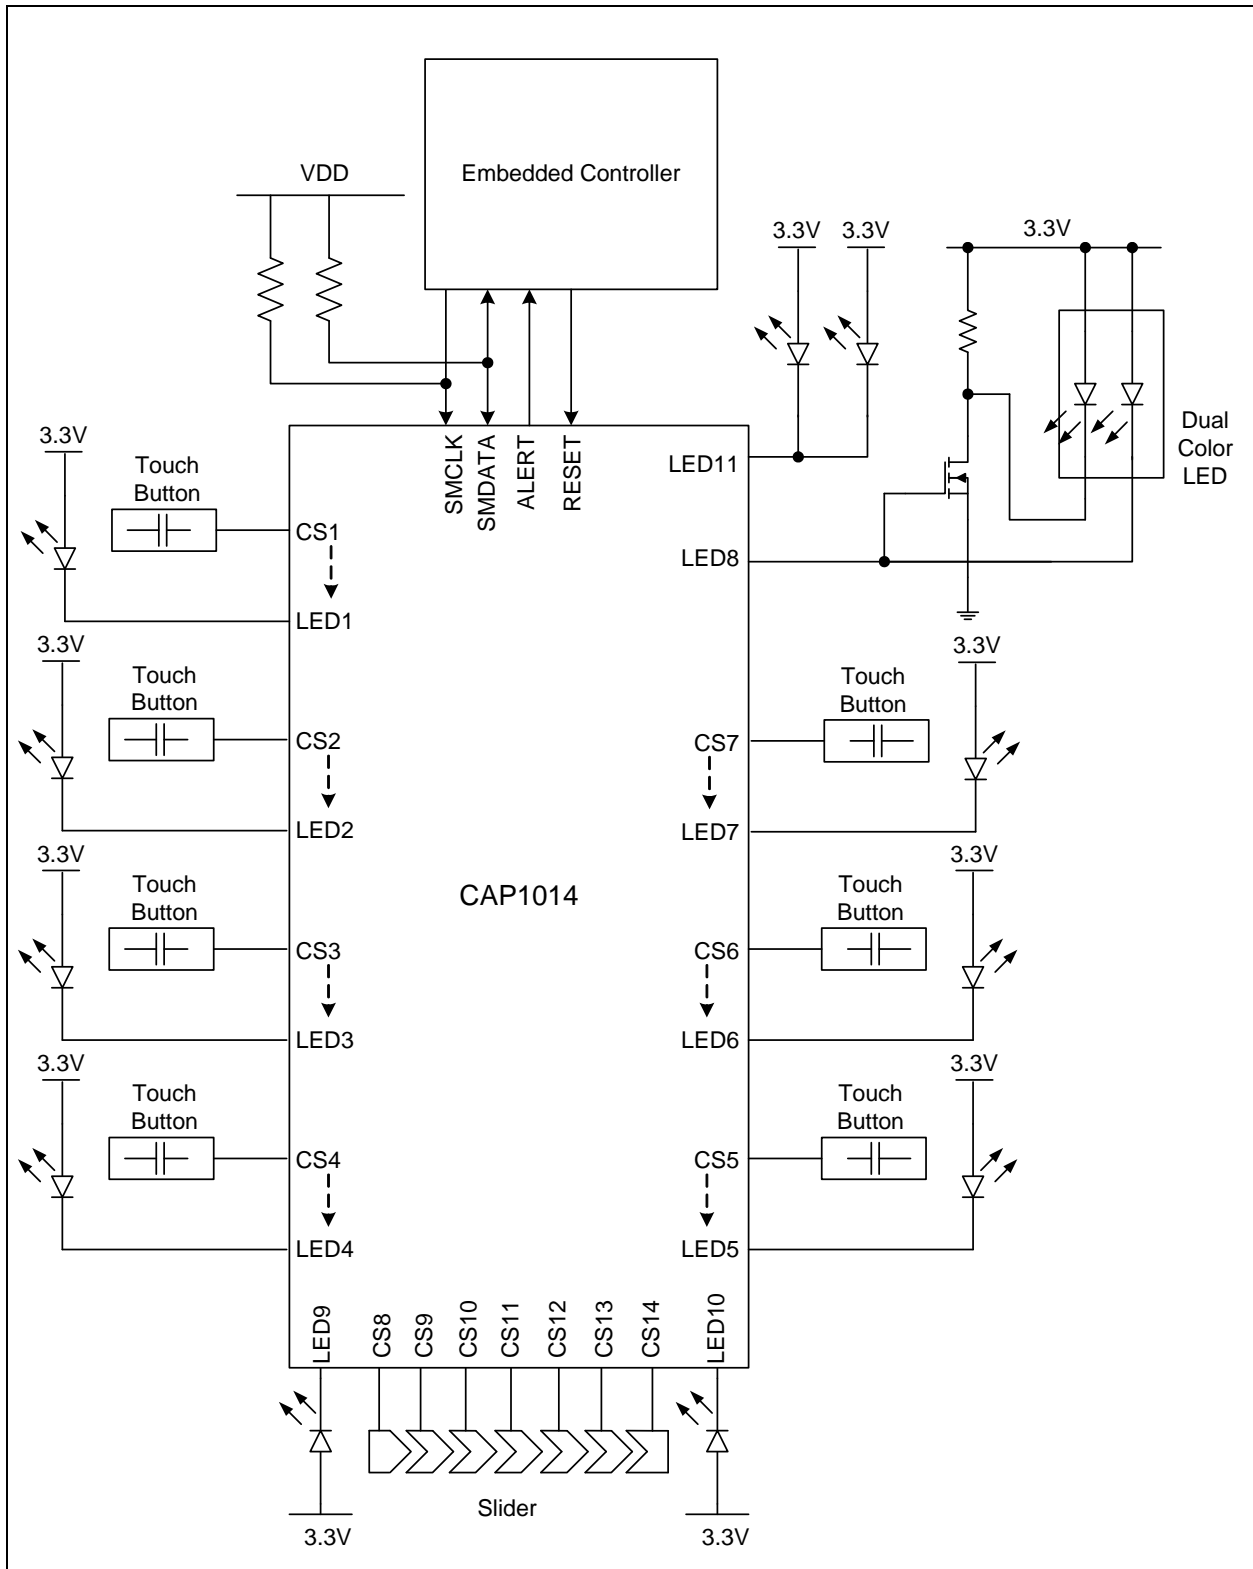 Embedded Controller
VDD
3.3V
3.3V
3.3V
Dual
Color
LED
SMCLK
SMDATA
ALERT
RESET
LED11
LED8
3.3V
Touch
Button
CS1
LED1
3.3V
Touch
Button
CS2
LED2
3.3V
Touch
Button
CS7
LED7
3.3V
Touch
Button
CS3
LED3
CAP1014
3.3V
Touch
Button
CS6
LED6
3.3V
Touch
Button
CS4
LED4
3.3V
Touch
Button
CS5
LED5
LED9
CS8
CS9
CS10
CS11
CS12
CS13
CS14
LED10
Slider
3.3V
3.3V